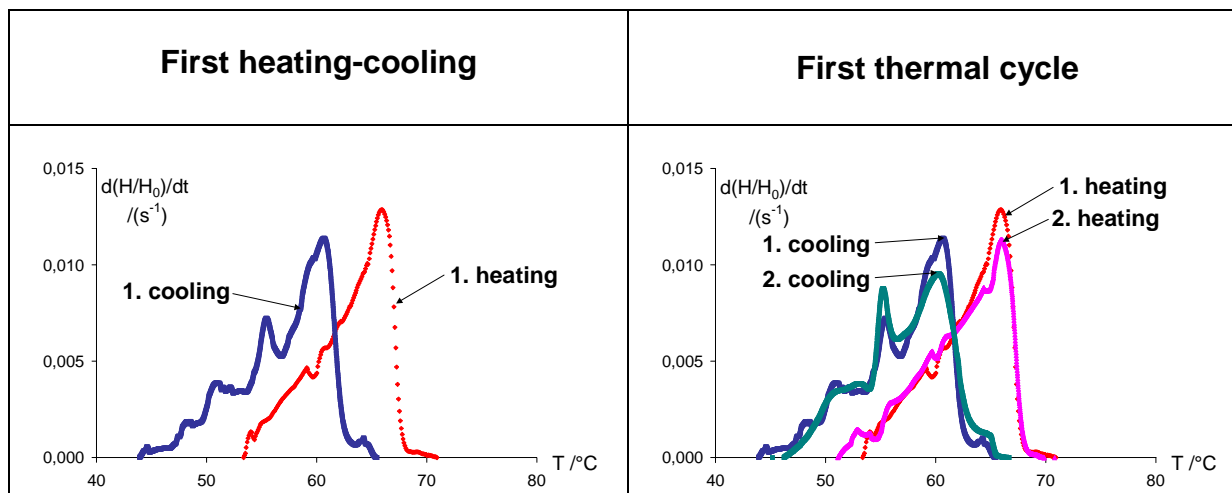 First heating-cooling
First thermal cycle
0,015
0,010
0,005
0,000
d(H/H0)/dt
/(s-1)
1. cooling
1. heating
40
50
60
70
80
T /°C
0,015
0,010
0,005
0,000
d(H/H0)/dt
/(s-1)
1. heating
2. heating
1. cooling
2. cooling
40
50
60
70
80
T /°C